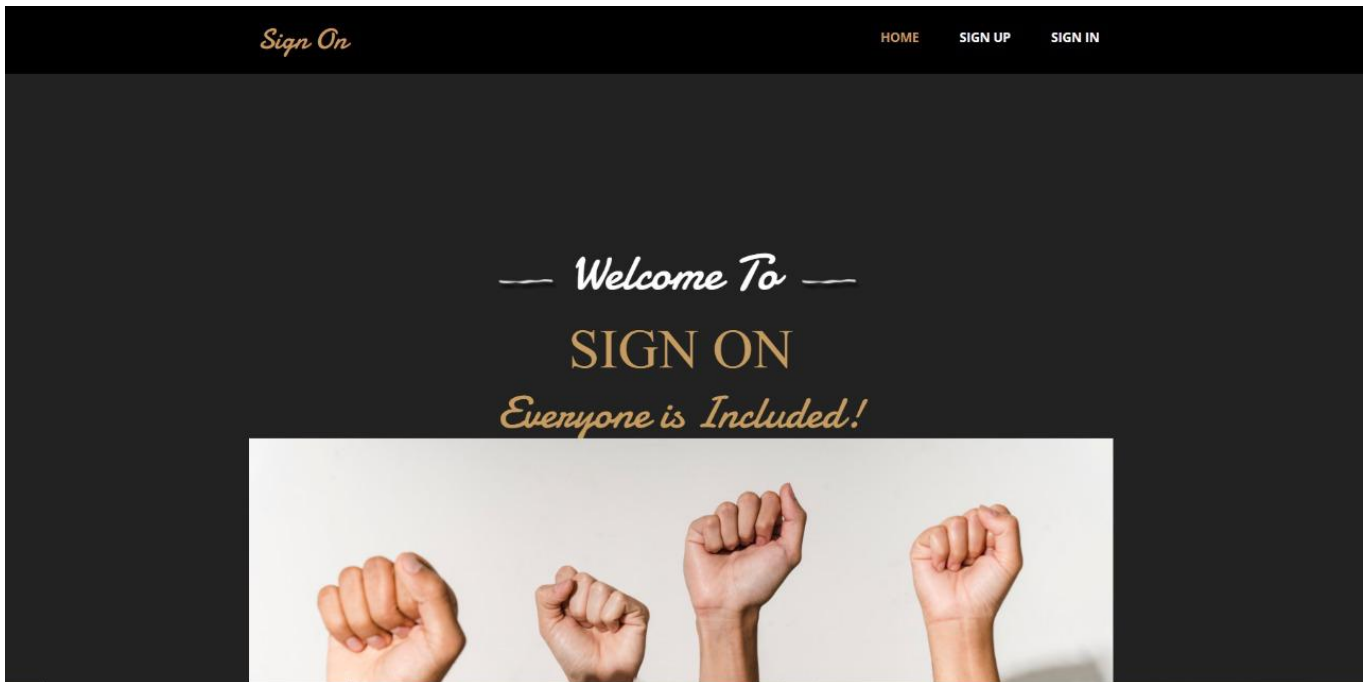 Sign On
HOME SIGN UP SIGN IN
Welcome To
SIGN ON
Everyone is Included!